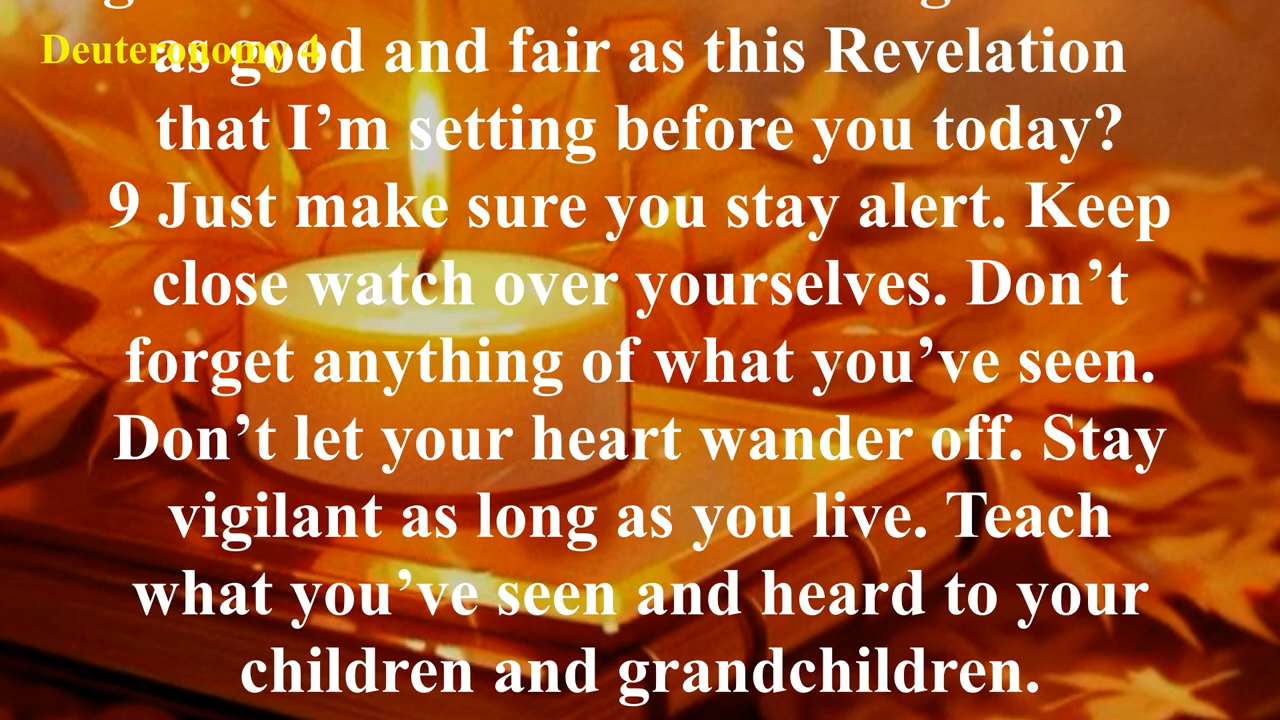 Deuteronomy 4
as good and fair as this Revelation
that I’m setting before you today?
9 Just make sure you stay alert. Keep
close watch over yourselves. Don’t
forget anything of what you’ve seen.
Don’t let your heart wander off. Stay
vigilant as long as you live. Teach
what you’ve seen and heard to your
children and grandchildren.